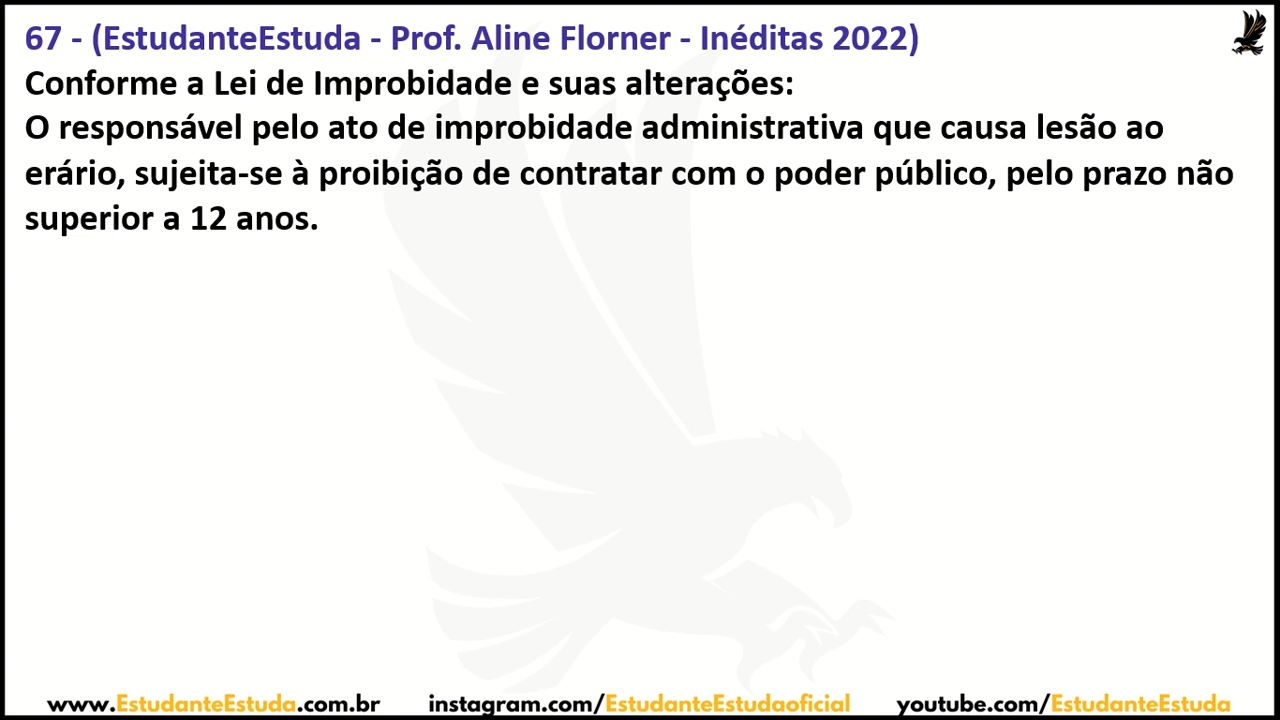 67 - (EstudanteEstuda - Prof. Aline Florner - Inéditas 2022)
Conforme a Lei de Improbidade e suas alterações:
O responsável pelo ato de improbidade administrativa que causa lesão ao
erário, sujeita-se à proibição de contratar com o poder público, pelo prazo não
superior a 12 anos.
www.EstudanteEstuda.com.br instagram.com/EstudanteEstudaoficial youtube.com/EstudanteEstuda